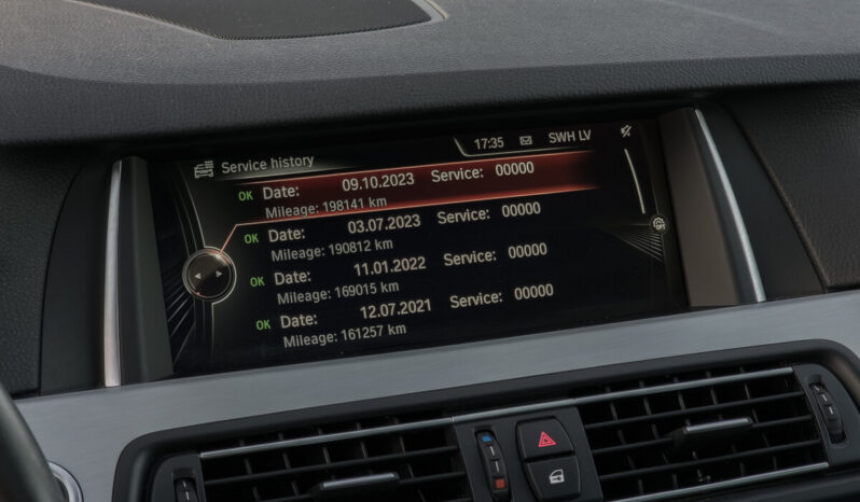 17:35 SWH LV
Service history
OK Date: 09.10.2023 Service: 00000
Mileage: 198141 km
OK Date: 03.07.2023 Service: 00000
Mileage: 190812 km
OK Date: 11.01.2022 Service: 00000
Mileage: 169015 km
OK Date: 12.07.2021 Service: 00000
Mileage: 161257 km